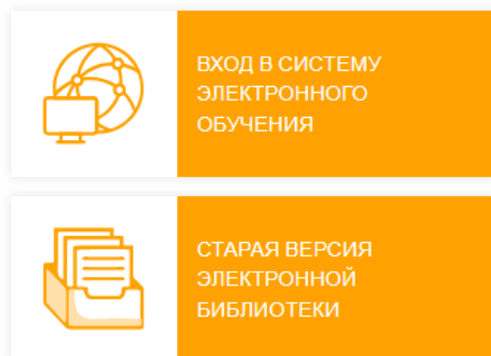 ВХОД В СИСТЕМУ
ЭЛЕКТРОННОГО
ОБУЧЕНИЯ
СТАРАЯ ВЕРСИЯ
ЭЛЕКТРОННОЙ
БИБЛИОТЕКИ